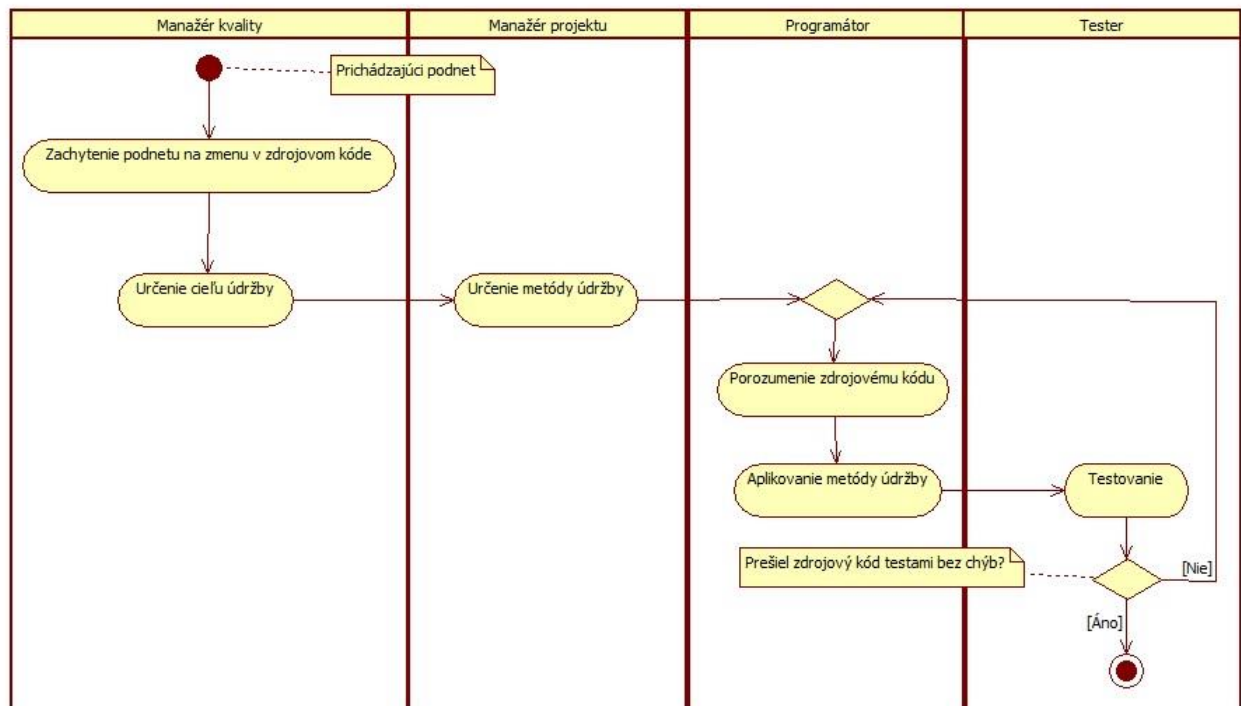 Manažér kvality
Manažér projektu
Programátor
Tester
Prichádzajúci podnet
Zachytenie podnetu na zmenu v zdrojovom kóde
Určenie cieľu údržby
Určenie metódy údržby
Porozumenie zdrojovému kódu
Aplikovanie metódy údržby
Testovanie
Prešiel zdrojový kód testami bez chýb?
[Nie]
[Áno]